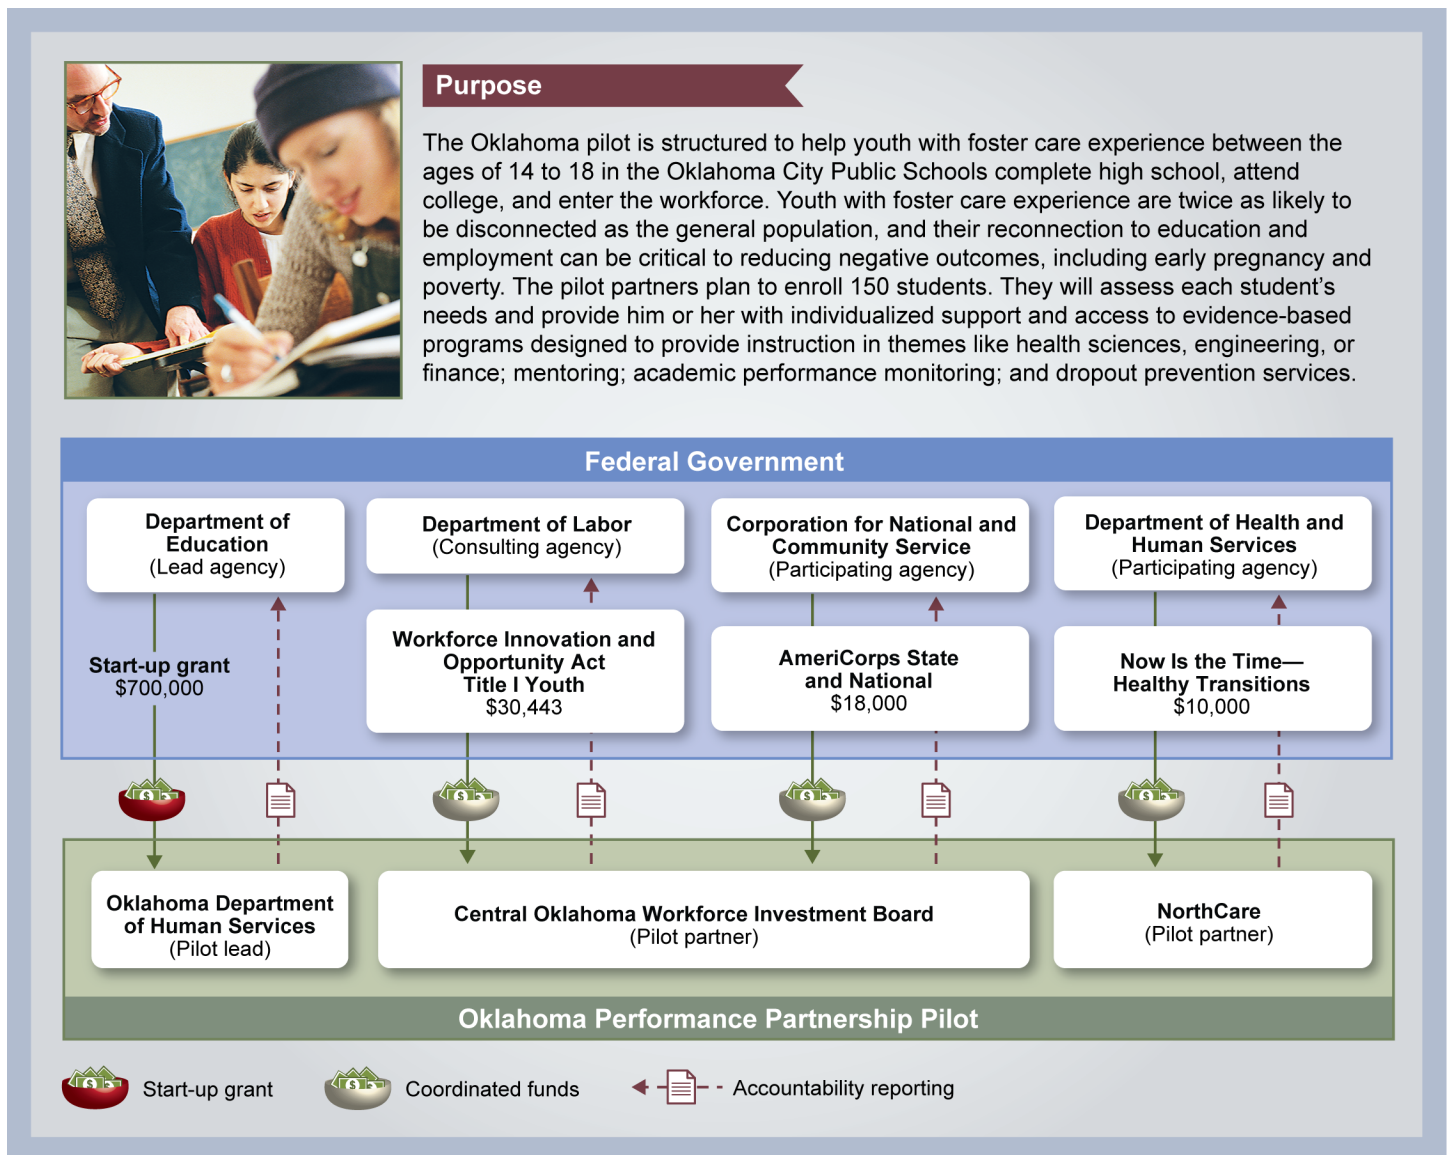 Purpose
The Oklahoma pilot is structured to help youth with foster care experience between the
ages of 14 to 18 in the Oklahoma City Public Schools complete high school, attend
college, and enter the workforce. Youth with foster care experience are twice as likely to
be disconnected as the general population, and their reconnection to education and
employment can be critical to reducing negative outcomes, including early pregnancy and
poverty. The pilot partners plan to enroll 150 students. They will assess each student’s
needs and provide him or her with individualized support and access to evidence-based
programs designed to provide instruction in themes like health sciences, engineering, or
finance; mentoring; academic performance monitoring; and dropout prevention services.
Federal Government
Department of
Education
(Lead agency)
Department of Labor
(Consulting agency)
Corporation for National and
Community Service
(Participating agency)
Department of Health and
Human Services
(Participating agency)
Start-up grant
$700,000
Workforce Innovation and
Opportunity Act
Title I Youth
$30,443
AmeriCorps State
and National
$18,000
Now Is the Time—
Healthy Transitions
$10,000
Oklahoma Department
of Human Services
(Pilot lead)
Central Oklahoma Workforce Investment Board
(Pilot partner)
NorthCare
(Pilot partner)
Oklahoma Performance Partnership Pilot
Start-up grant
Coordinated funds
Accountability reporting